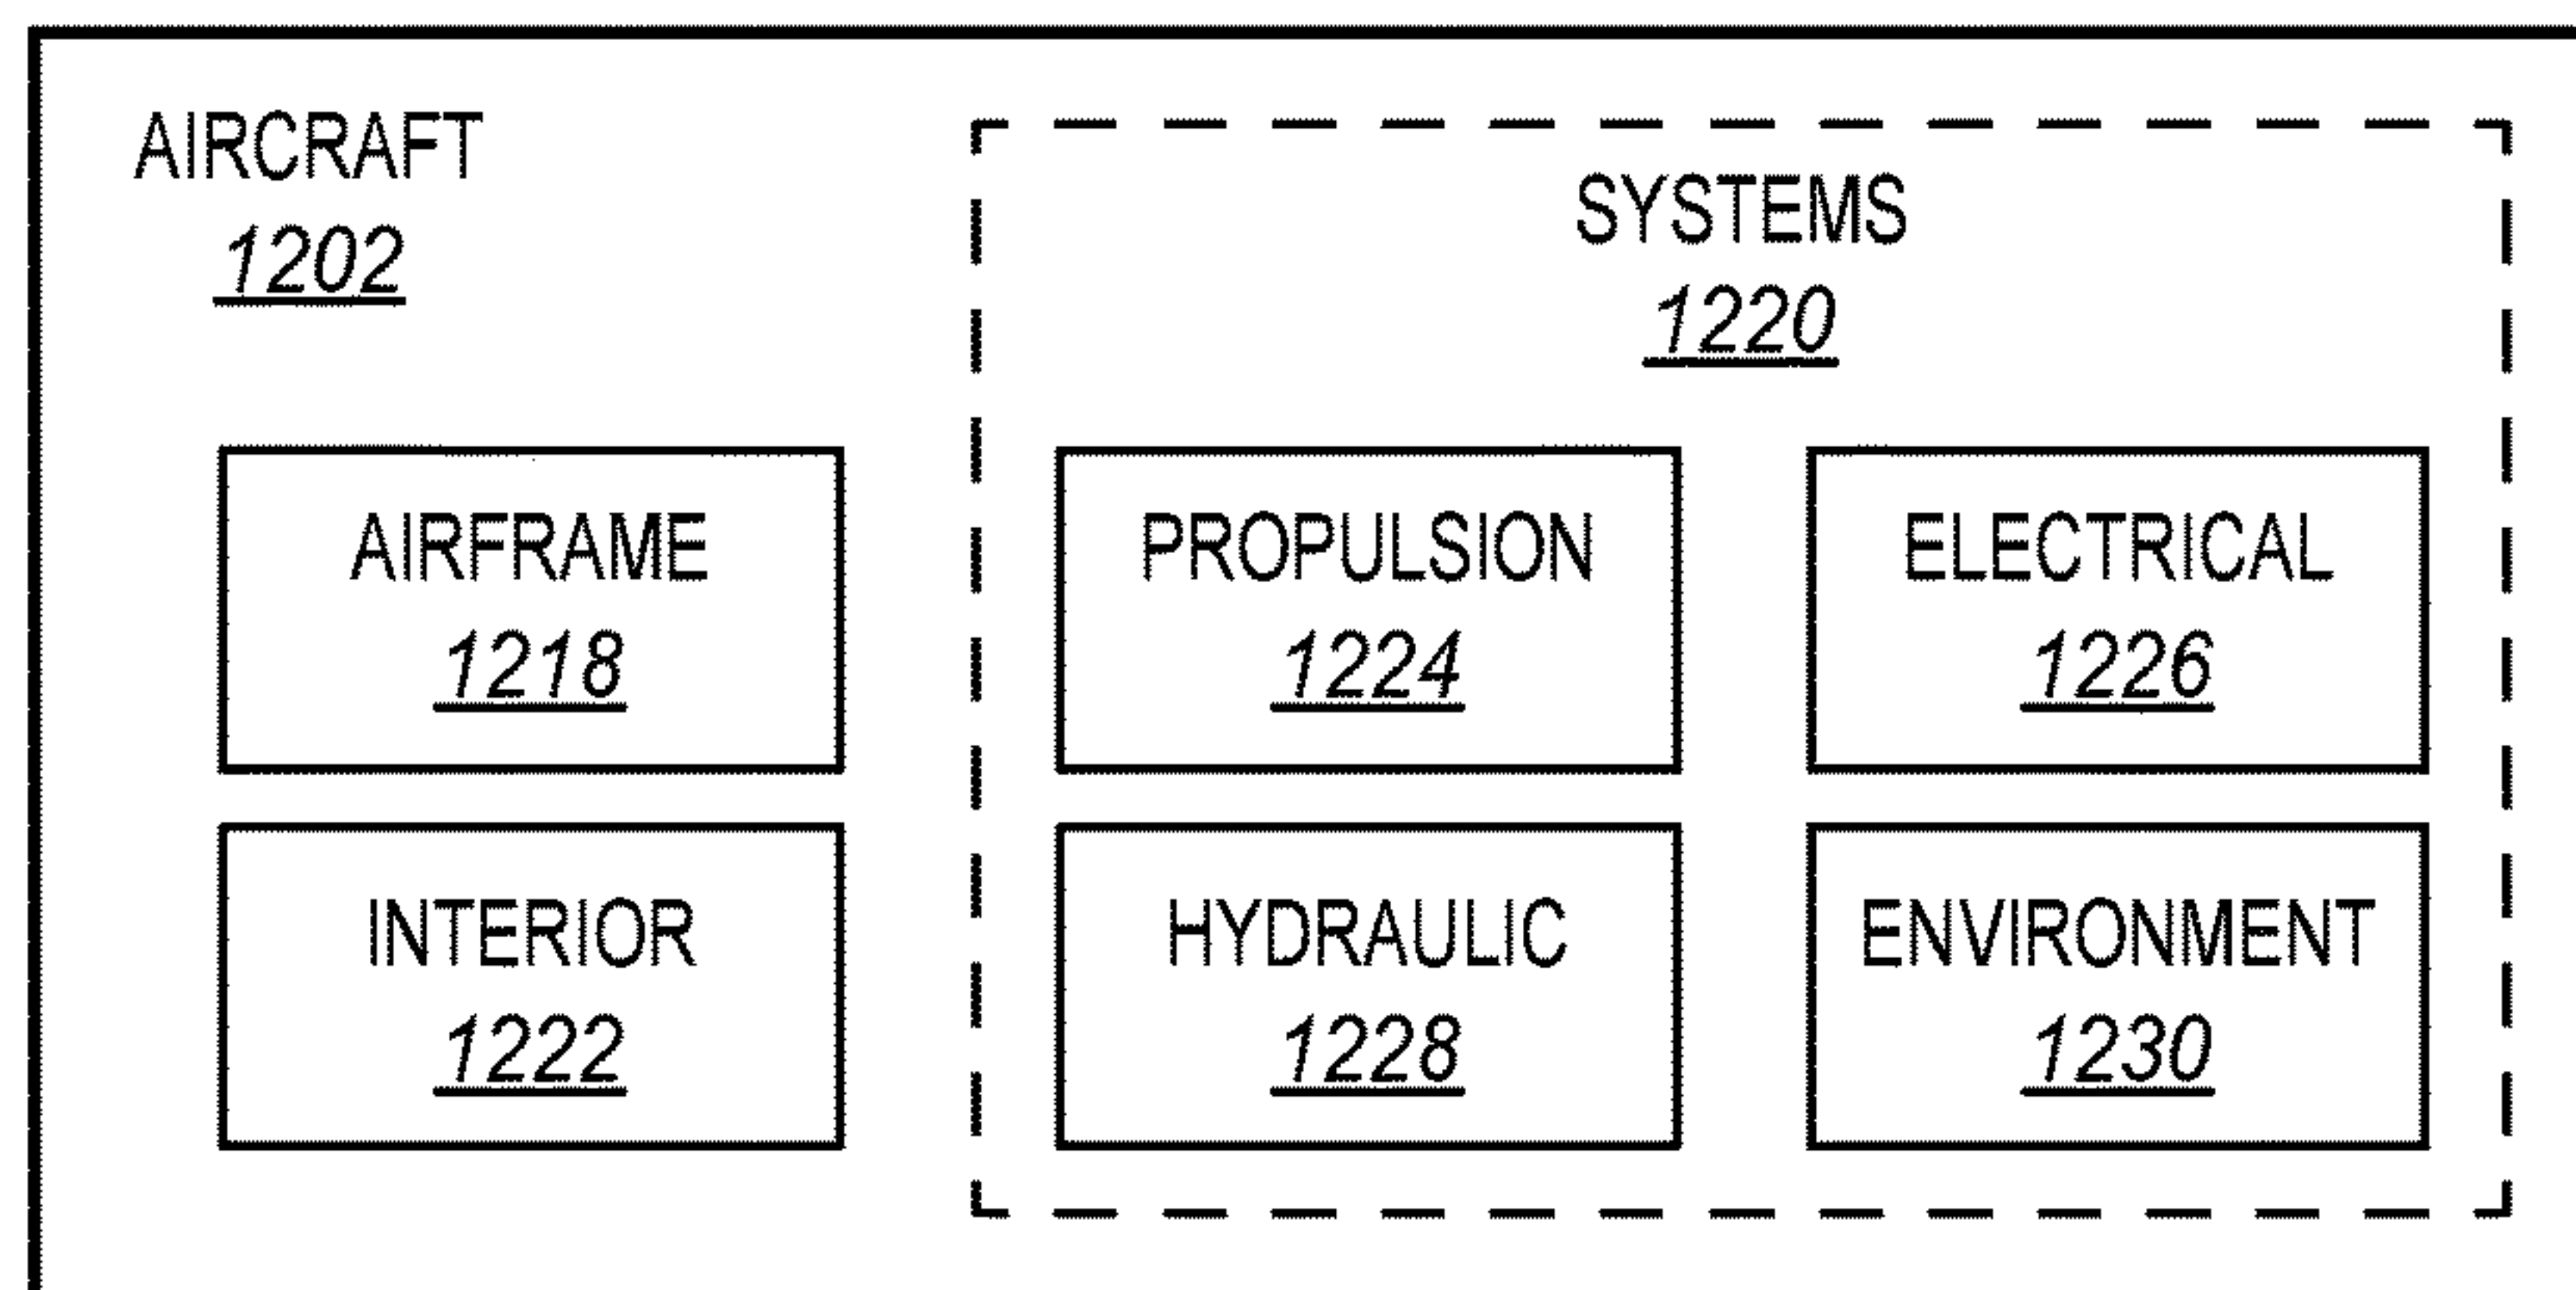 AIRCRAFT
1202
SYSTEMS
1220
AIRFRAME
1218
PROPULSION
1224
ELECTRICAL
1226
INTERIOR
1222
HYDRAULIC
1228
ENVIRONMENT
1230